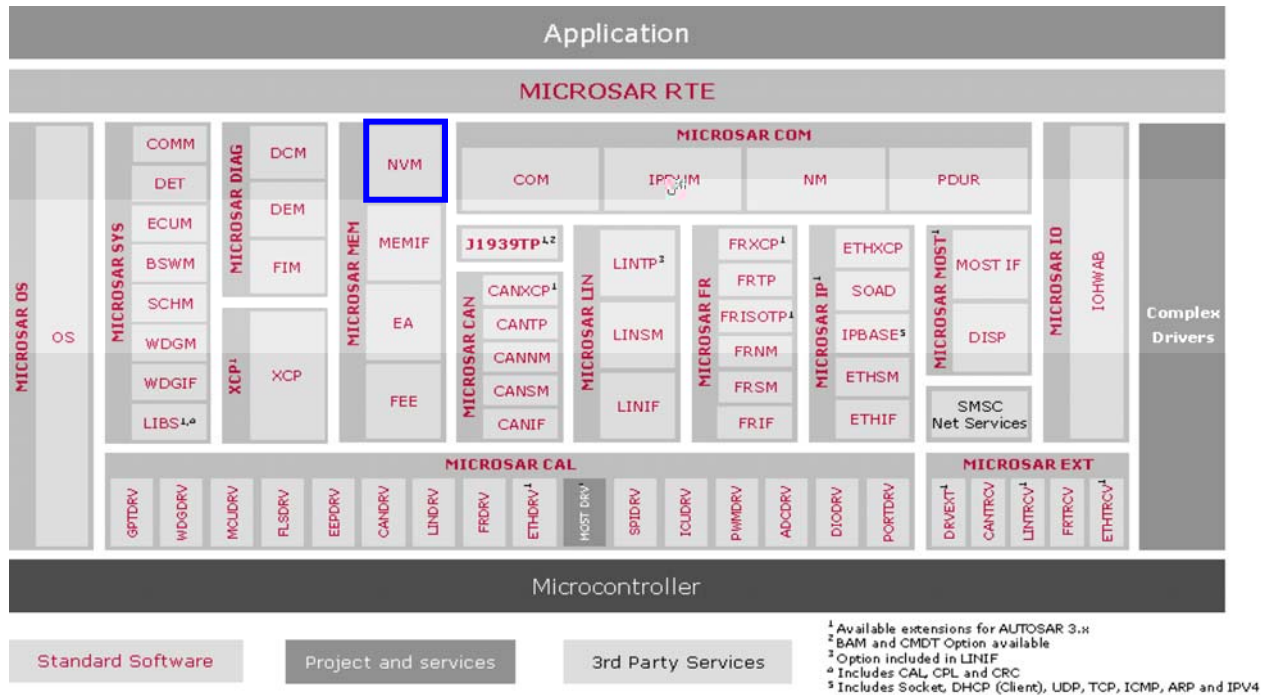 Application
MICROSAR RTE
MICROSAR OS
OS
MICROSAR SYS
COMM
DET
ECUM
BSWM
SCHM
WDGM
WDGIF
LIBS¹,⁴
MICROSAR DIAG
DCM
DEM
FIM
XCP¹
XCP
MICROSAR MEM
NVM
MEMIF
EA
FEE
MICROSAR COM
COM
NM
PDUR
J1939TP¹,²
MICROSAR CAN
CANXCP¹
CANTP
CANNM
CANSM
CANIF
MICROSAR LIN
LINTP³
LINSM
LINIF
MICROSAR FR
FRXCP¹
FRTP
FRISOTP¹
FRNM
FRSM
FRIF
MICROSAR IP¹
ETHXCP
SOAD
IPBASE⁵
ETHSM
ETHIF
MICROSAR MOST¹
MOST IF
DISP
SMSC
Net Services
MICROSAR IO
IOHWAB
Complex
Drivers
MICROSAR CAL
GPTDRV
WDGDRV
MCUDRV
FLSDRV
EEPDRV
CANDRV
LINDRV
FRDRV
ETHDRV¹
MOST DRV¹
SPIDRV
ICUDRV
PWMDRV
ADCDRV
DIODRV
PORTDRV
MICROSAR EXT
DRVEXT¹
CANTRCV
LINTRCV¹
FRTRCV
ETHTRCV¹
Microcontroller
Standard Software
Project and services
3rd Party Services
¹ Available extensions for AUTOSAR 3.x
² BAM and CMDT Option available
³ Option included in LINIF
⁴ Includes CAL, CPL and CRC
⁵ Includes Socket, DHCP (Client), UDP, TCP, ICMP, ARP and IPV4